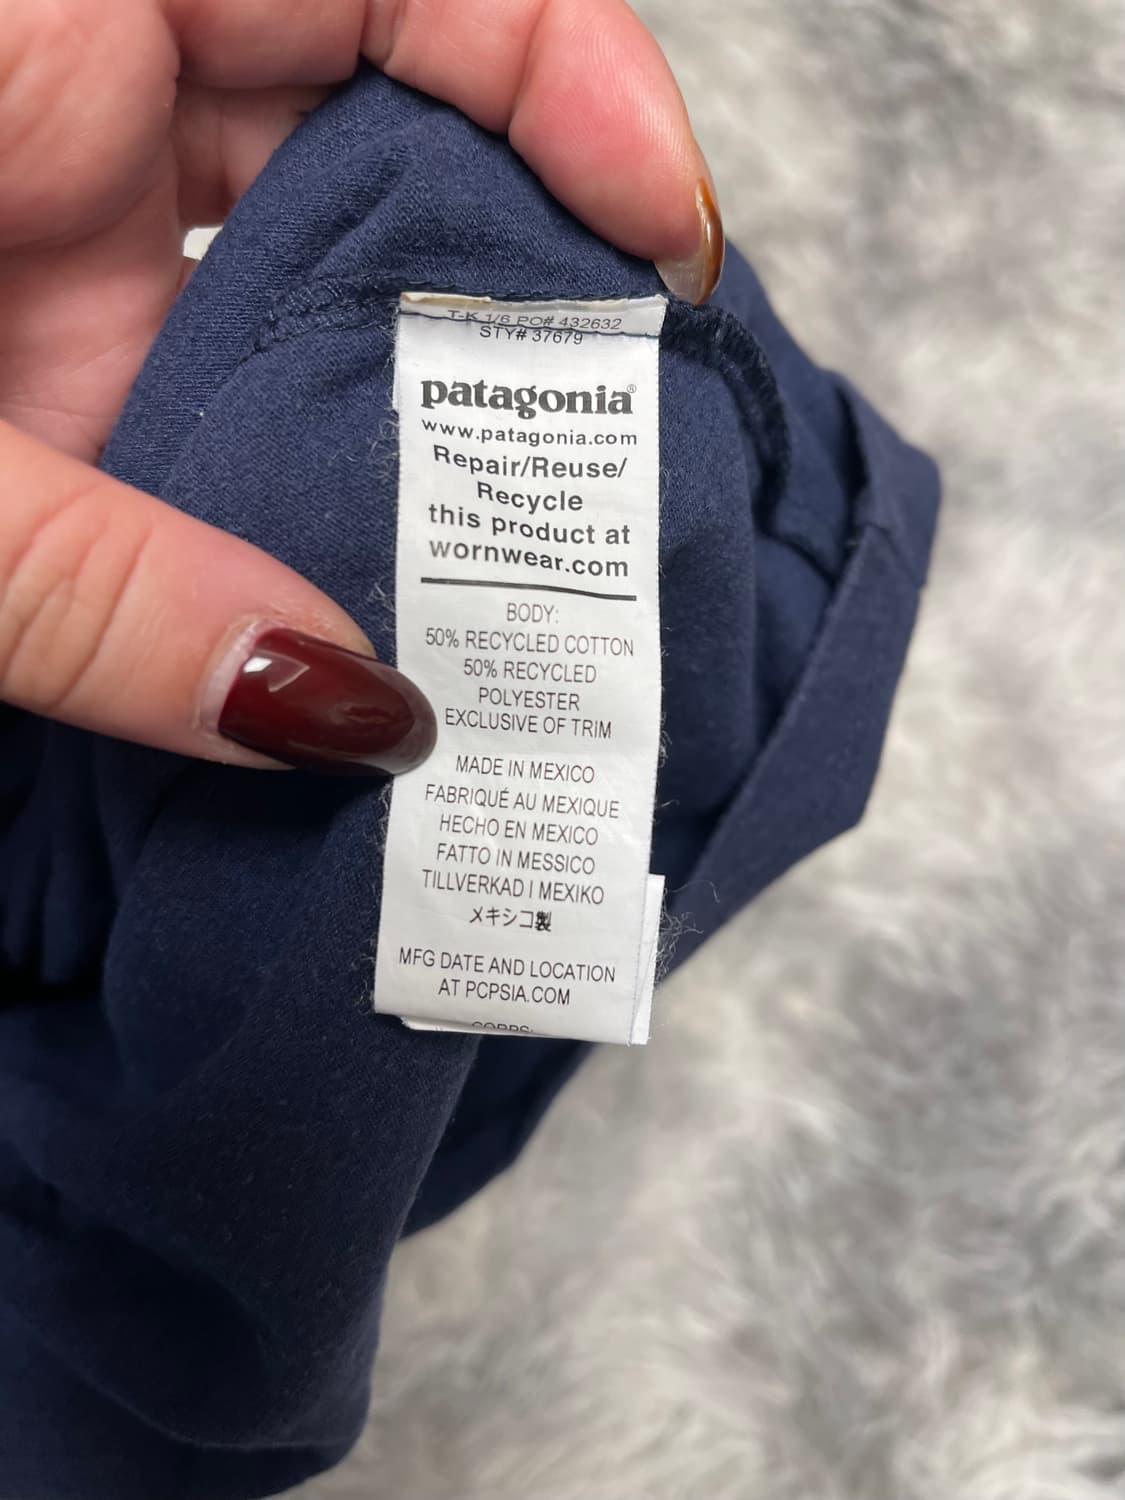 T-K 1/6 PO# 432632
STY# 37679
patagonia®
www.patagonia.com
Repair/Reuse/
Recycle
this product at
wornwear.com
BODY:
50% RECYCLED COTTON
50% RECYCLED
POLYESTER
EXCLUSIVE OF TRIM
MADE IN MEXICO
FABRIQUÉ AU MEXIQUE
HECHO EN MEXICO
FATTO IN MESSICO
TILLVERKAD I MEXIKO
メキシコ製
MFG DATE AND LOCATION
AT PCPSIA.COM
CORPS: